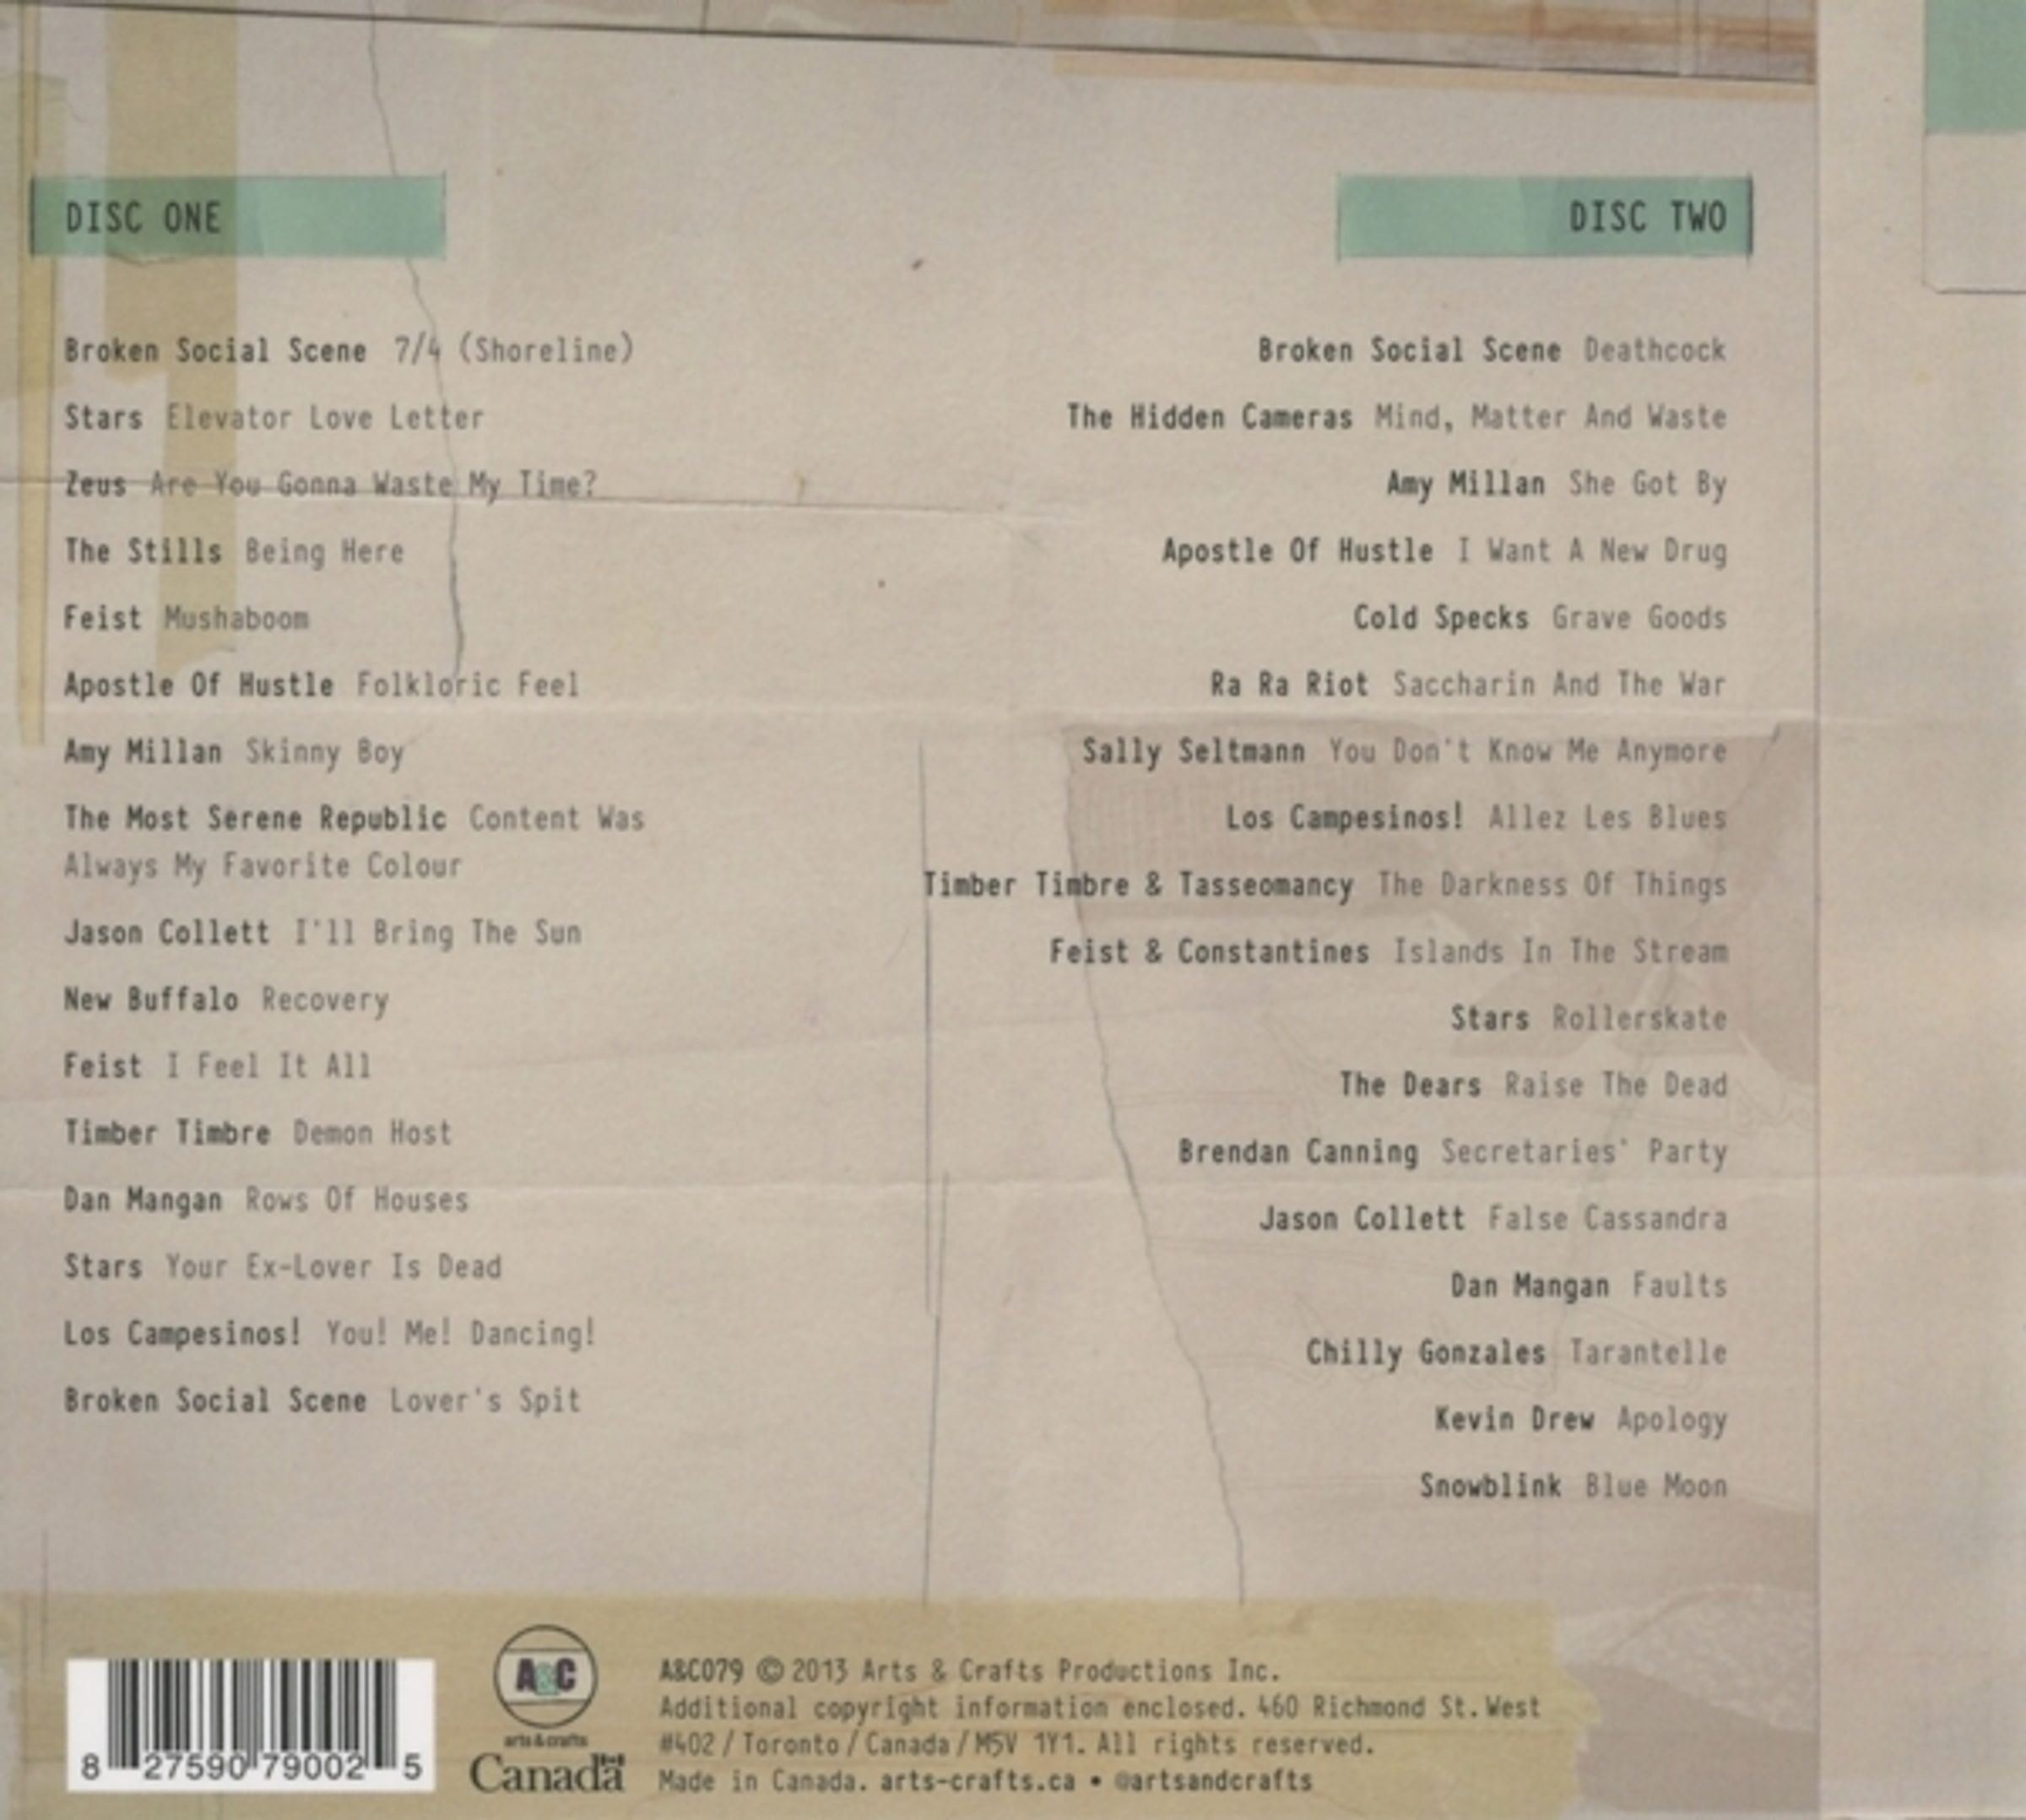 DISC ONE
Broken Social Scene 7/4 (Shoreline)
Stars Elevator Love Letter
Zeus Are You Gonna Waste My Time?
The Stills Being Here
Feist Mushaboom
Apostle Of Hustle Folkloric Feel
Amy Millan Skinny Boy
The Most Serene Republic Content Was
Always My Favorite Colour
Jason Collett I'll Bring The Sun
New Buffalo Recovery
Feist I Feel It All
Timber Timbre Demon Host
Dan Mangan Rows Of Houses
Stars Your Ex-Lover Is Dead
Los Campesinos! You! Me! Dancing!
Broken Social Scene Lover's Spit
DISC TWO
Broken Social Scene Deathcock
The Hidden Cameras Mind, Matter And Waste
Amy Millan She Got By
Apostle Of Hustle I Want A New Drug
Cold Specks Grave Goods
Ra Ra Riot Saccharin And The War
Sally Seltmann You Don't Know Me Anymore
Los Campesinos! Allez Les Blues
Timber Timbre & Tasseomancy The Darkness Of Things
Feist & Constantines Islands In The Stream
Stars Rollerskate
The Dears Raise The Dead
Brendan Canning Secretaries' Party
Jason Collett False Cassandra
Dan Mangan Faults
Chilly Gonzales Tarantelle
Kevin Drew Apology
Snowblink Blue Moon
8 27590 79002 5
A&C
arts & crafts
Canada
A&C079 © 2013 Arts & Crafts Productions Inc.
Additional copyright information enclosed. 460 Richmond St. West
#402 / Toronto / Canada / M5V 1Y1. All rights reserved.
Made in Canada. arts-crafts.ca • @artsandcrafts